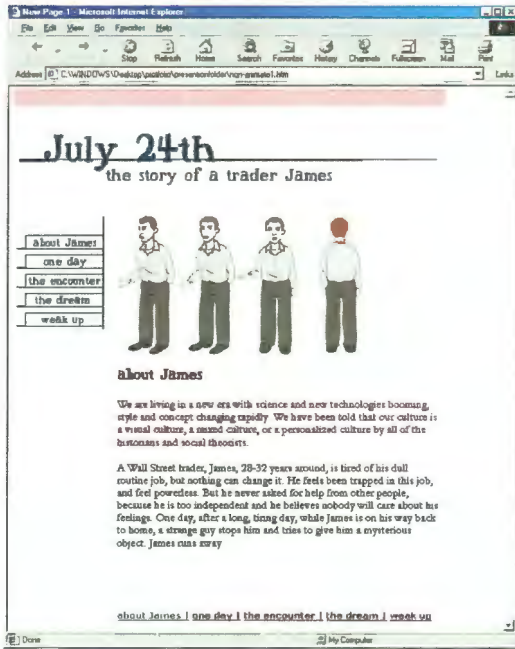 New Page 1 - Microsoft Internet Explorer
File Edit View Go Favorites Help
Stop Refresh Home Search Favorites History Channels Fullscreen Mail Print
Address C:\WINDOWS\Desktop\
Links
July 24th
the story of a trader James
about James
one day
the encounter
the dream
weak up
about James
We are living in a new era with science and new technologies booming,
style and concept changing rapidly. We have been told that our culture is
a visual culture, a mixed culture, or a personalized culture by all of the
historians and social theorists.
A Wall Street trader, James, 28-32 years around, is tired of his dull
routine job, but nothing can change it. He feels been trapped in this job,
and feel powerless. But he never asked for help from other people,
because he is too independent and he believes nobody will care about his
feelings. One day, after a long, tiring day, while James is on his way back
to home, a strange guy stops him and tries to give him a mysterious
object. James runs away
about James | one day | the encounter | the dream | weak up
Done
My Computer